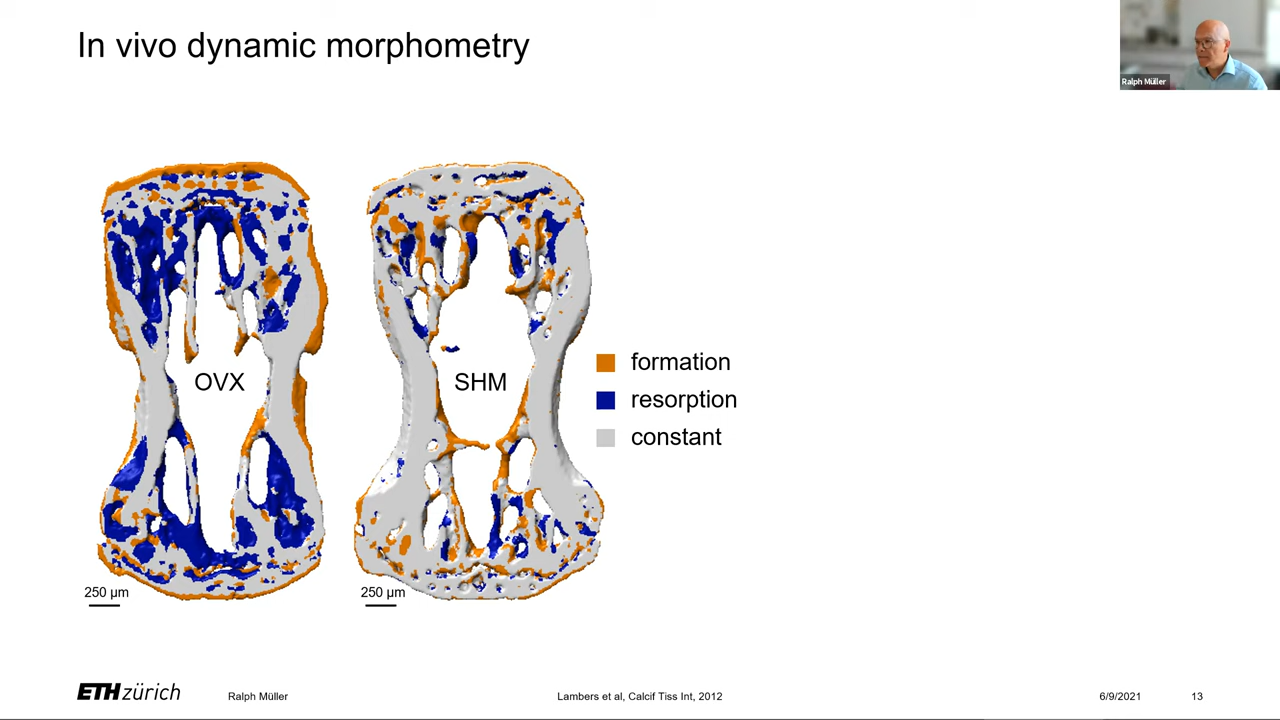 In vivo dynamic morphometry
Ralph Müller
OVX
SHM
formation
resorption
constant
250 µm
250 µm
ETH zürich
Ralph Müller
Lambers et al, Calcif Tiss Int, 2012
6/9/2021
13